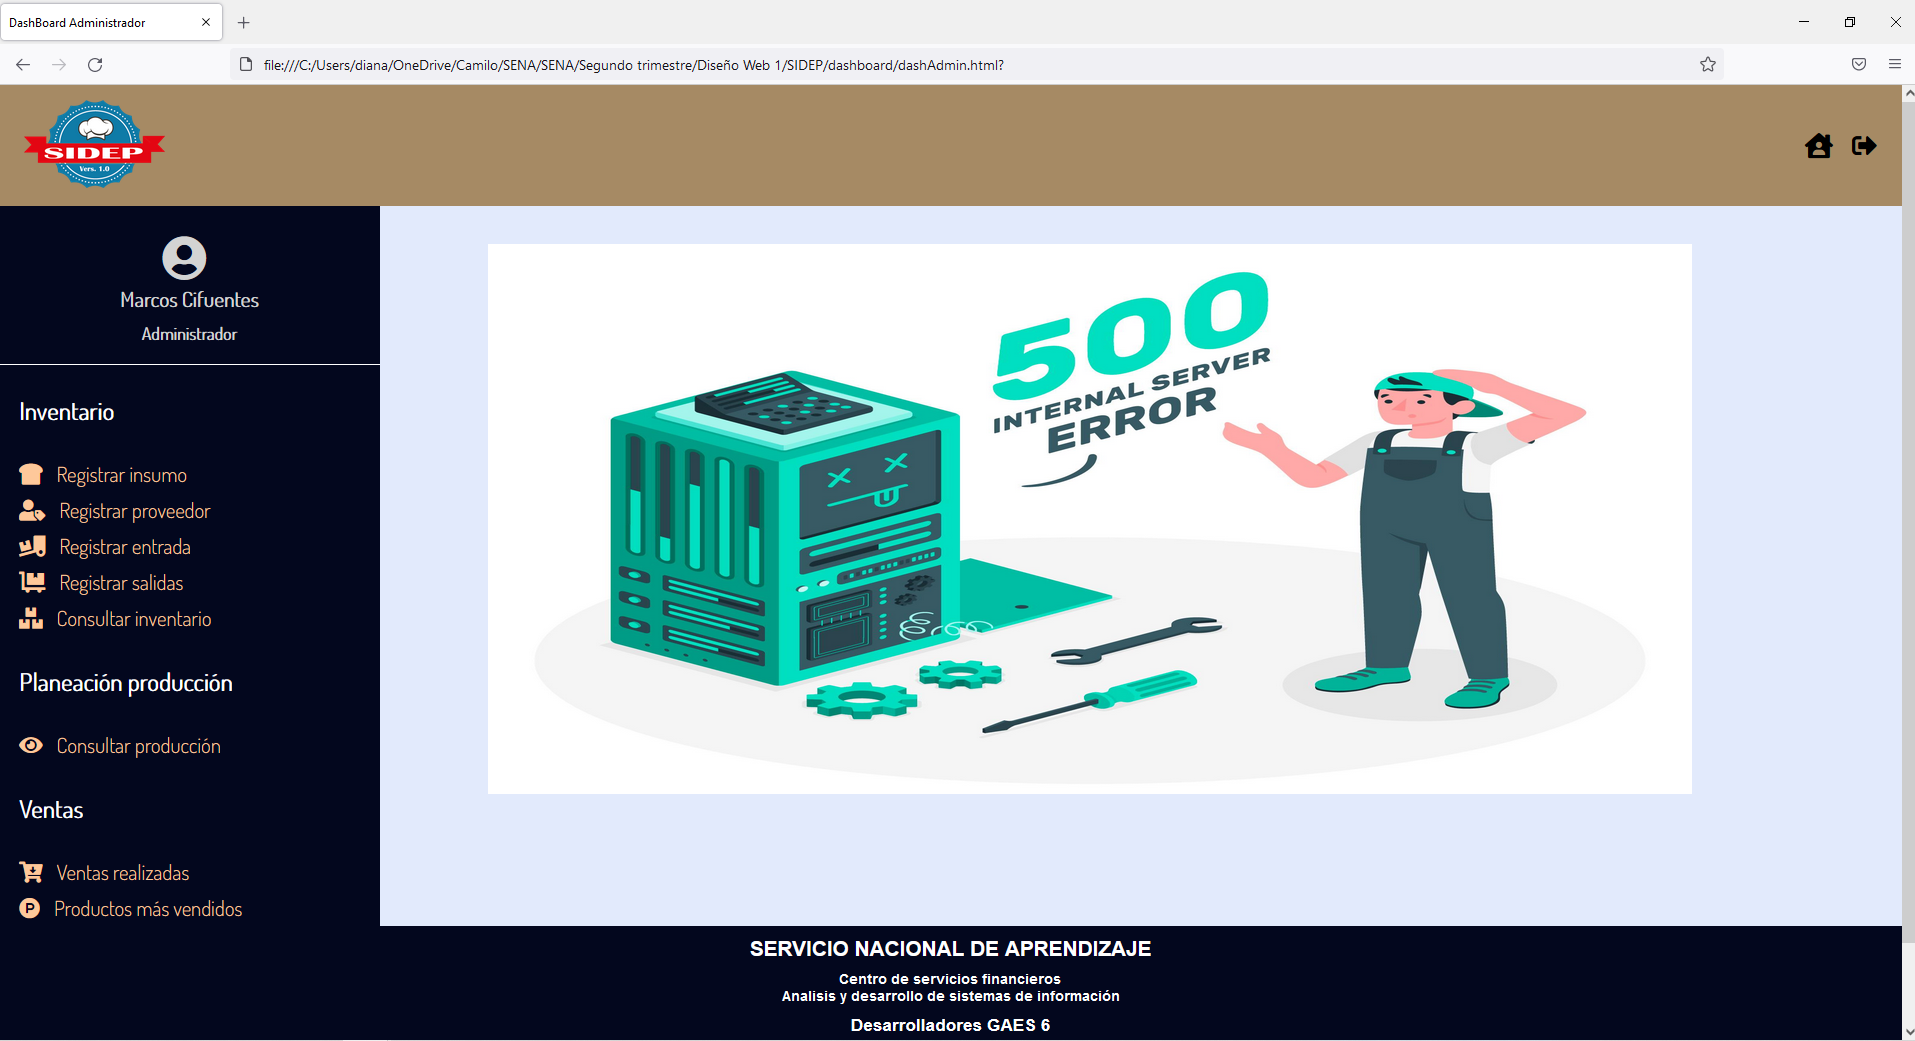 DashBoard Administrador
file:///C:/Users/diana/OneDrive/Camilo/SENA/SENA/Segundo trimestre/Diseño Web 1/SIDEP/dashboard/dashAdmin.html?
SIDEP
Vers. 1.0
Marcos Cifuentes
Administrador
Inventario
Registrar insumo
Registrar proveedor
Registrar entrada
Registrar salidas
Consultar inventario
Planeación producción
Consultar producción
Ventas
Ventas realizadas
P
Productos más vendidos
500
INTERNAL SERVER
ERROR
SERVICIO NACIONAL DE APRENDIZAJE
Centro de servicios financieros
Analisis y desarrollo de sistemas de información
Desarrolladores GAES 6